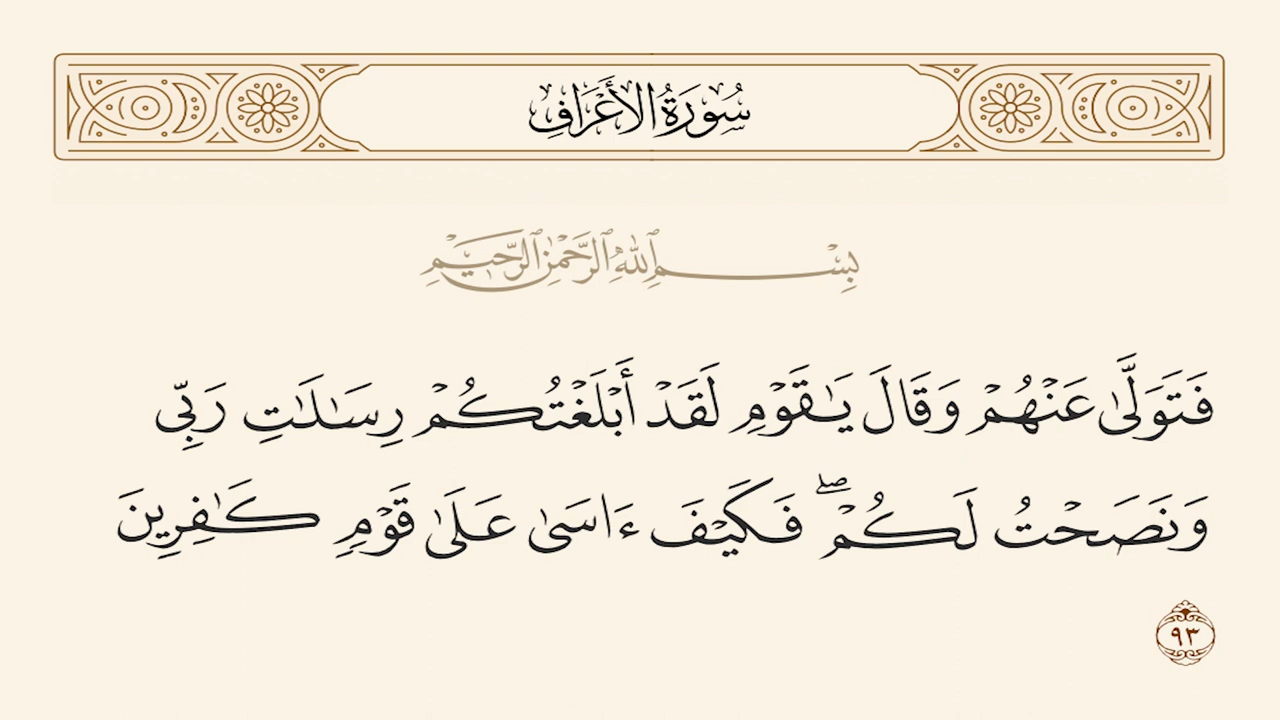 سُورَةُ الأَعْرَافِ
بِسْمِ ٱللَّهِ ٱلرَّحْمَٰنِ ٱلرَّحِيمِ
فَتَوَلَّىٰ عَنْهُمْ وَقَالَ يَـٰقَوْمِ لَقَدْ أَبْلَغْتُكُمْ رِسَـٰلَـٰتِ رَبِّى
وَنَصَحْتُ لَكُمْ ۖ فَكَيْفَ ءَاسَىٰ عَلَىٰ قَوْمٍ كَـٰفِرِينَ
٩٣